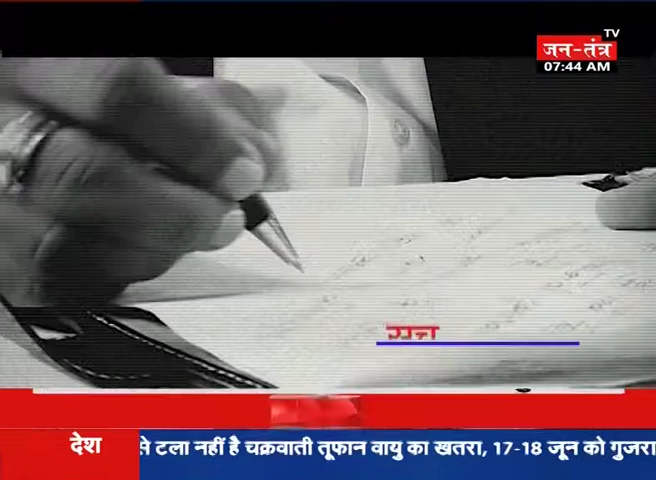 TV
जन-तंत्र
07:44 AM
देश
से टला नहीं है चक्रवाती तूफान वायु का खतरा, 17-18 जून को गुजरा